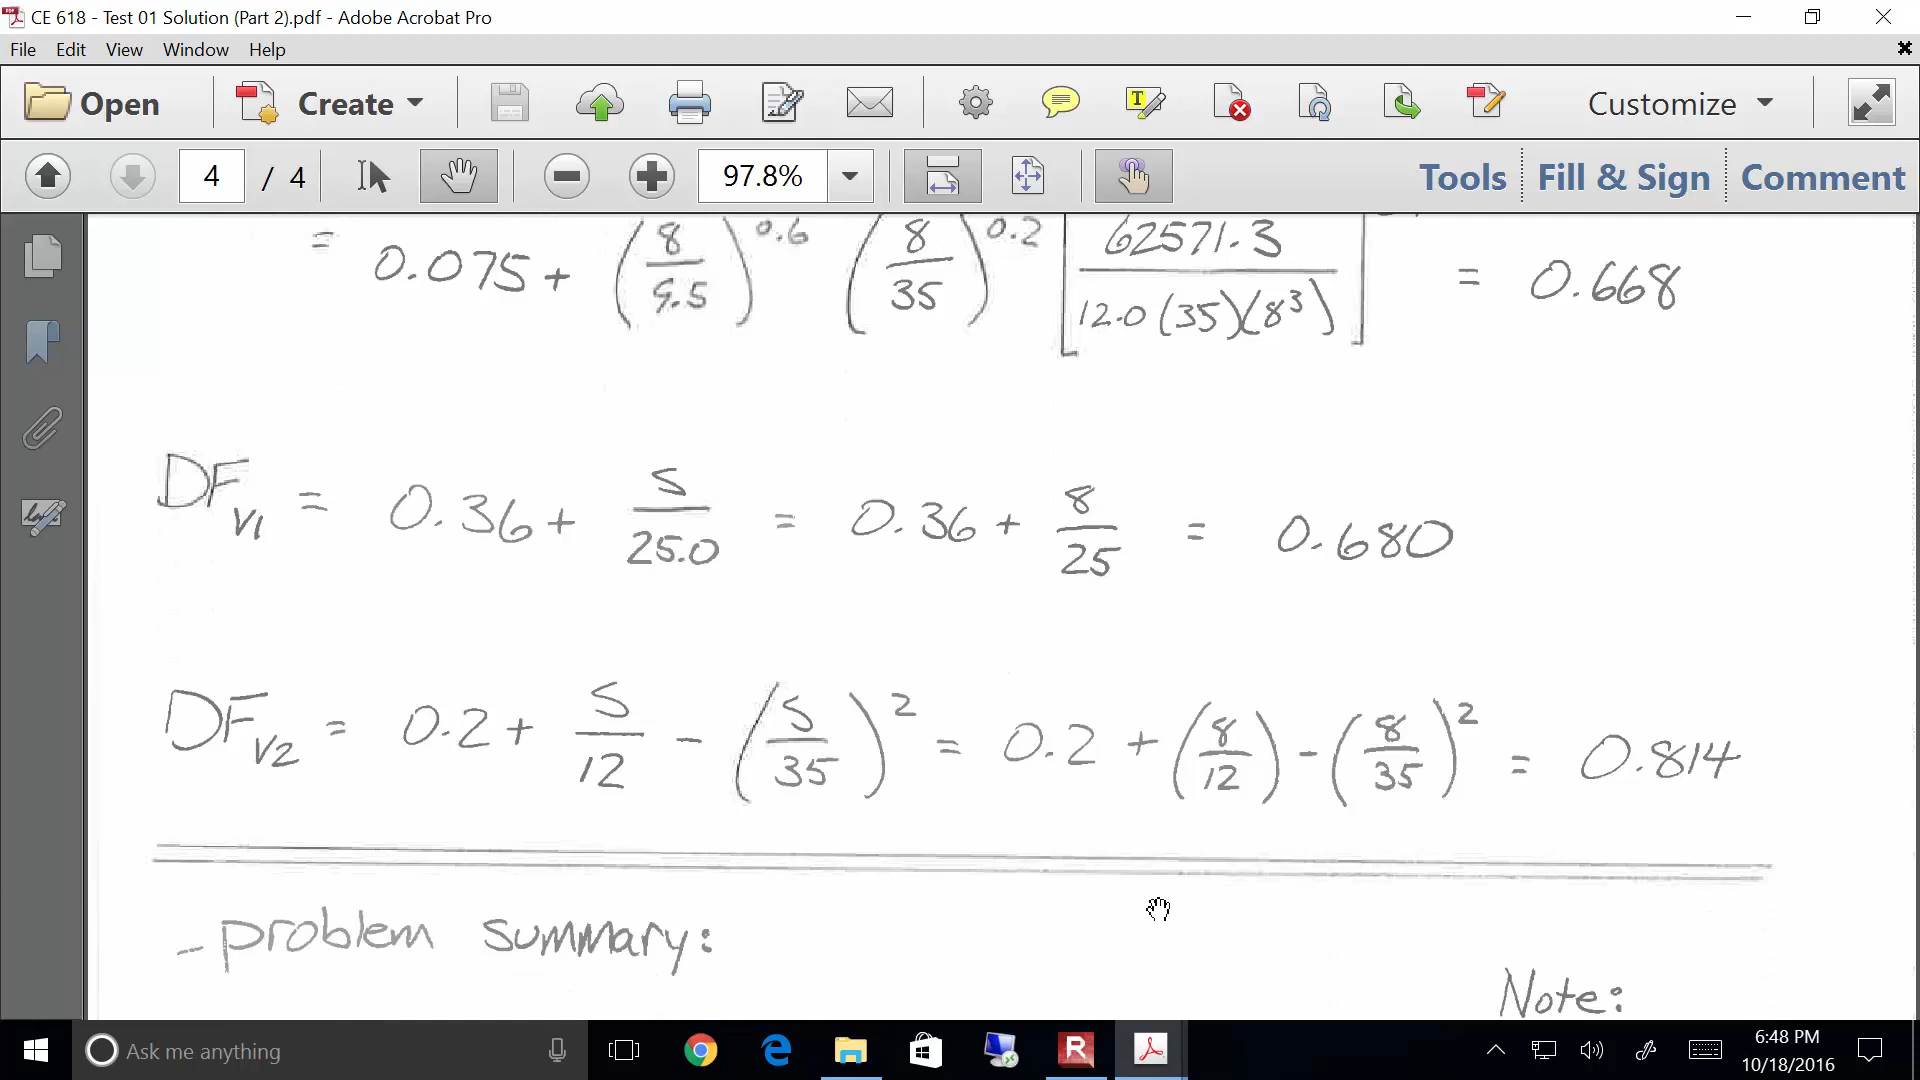 CE 618 - Test 01 Solution (Part 2).pdf - Adobe Acrobat Pro
File Edit View Window Help
Open Create Customize
4 / 4 97.8% Tools Fill & Sign Comment
= 0.075 + (8/9.5)^0.6 (8/35)^0.2 [62571.3 / 12.0(35)(8³)] = 0.668
DF_V1 = 0.36 + S/25.0 = 0.36 + 8/25 = 0.680
DF_V2 = 0.2 + S/12 - (S/35)² = 0.2 + (8/12) - (8/35)² = 0.814
- problem summary:
Note:
Ask me anything
6:48 PM
10/18/2016